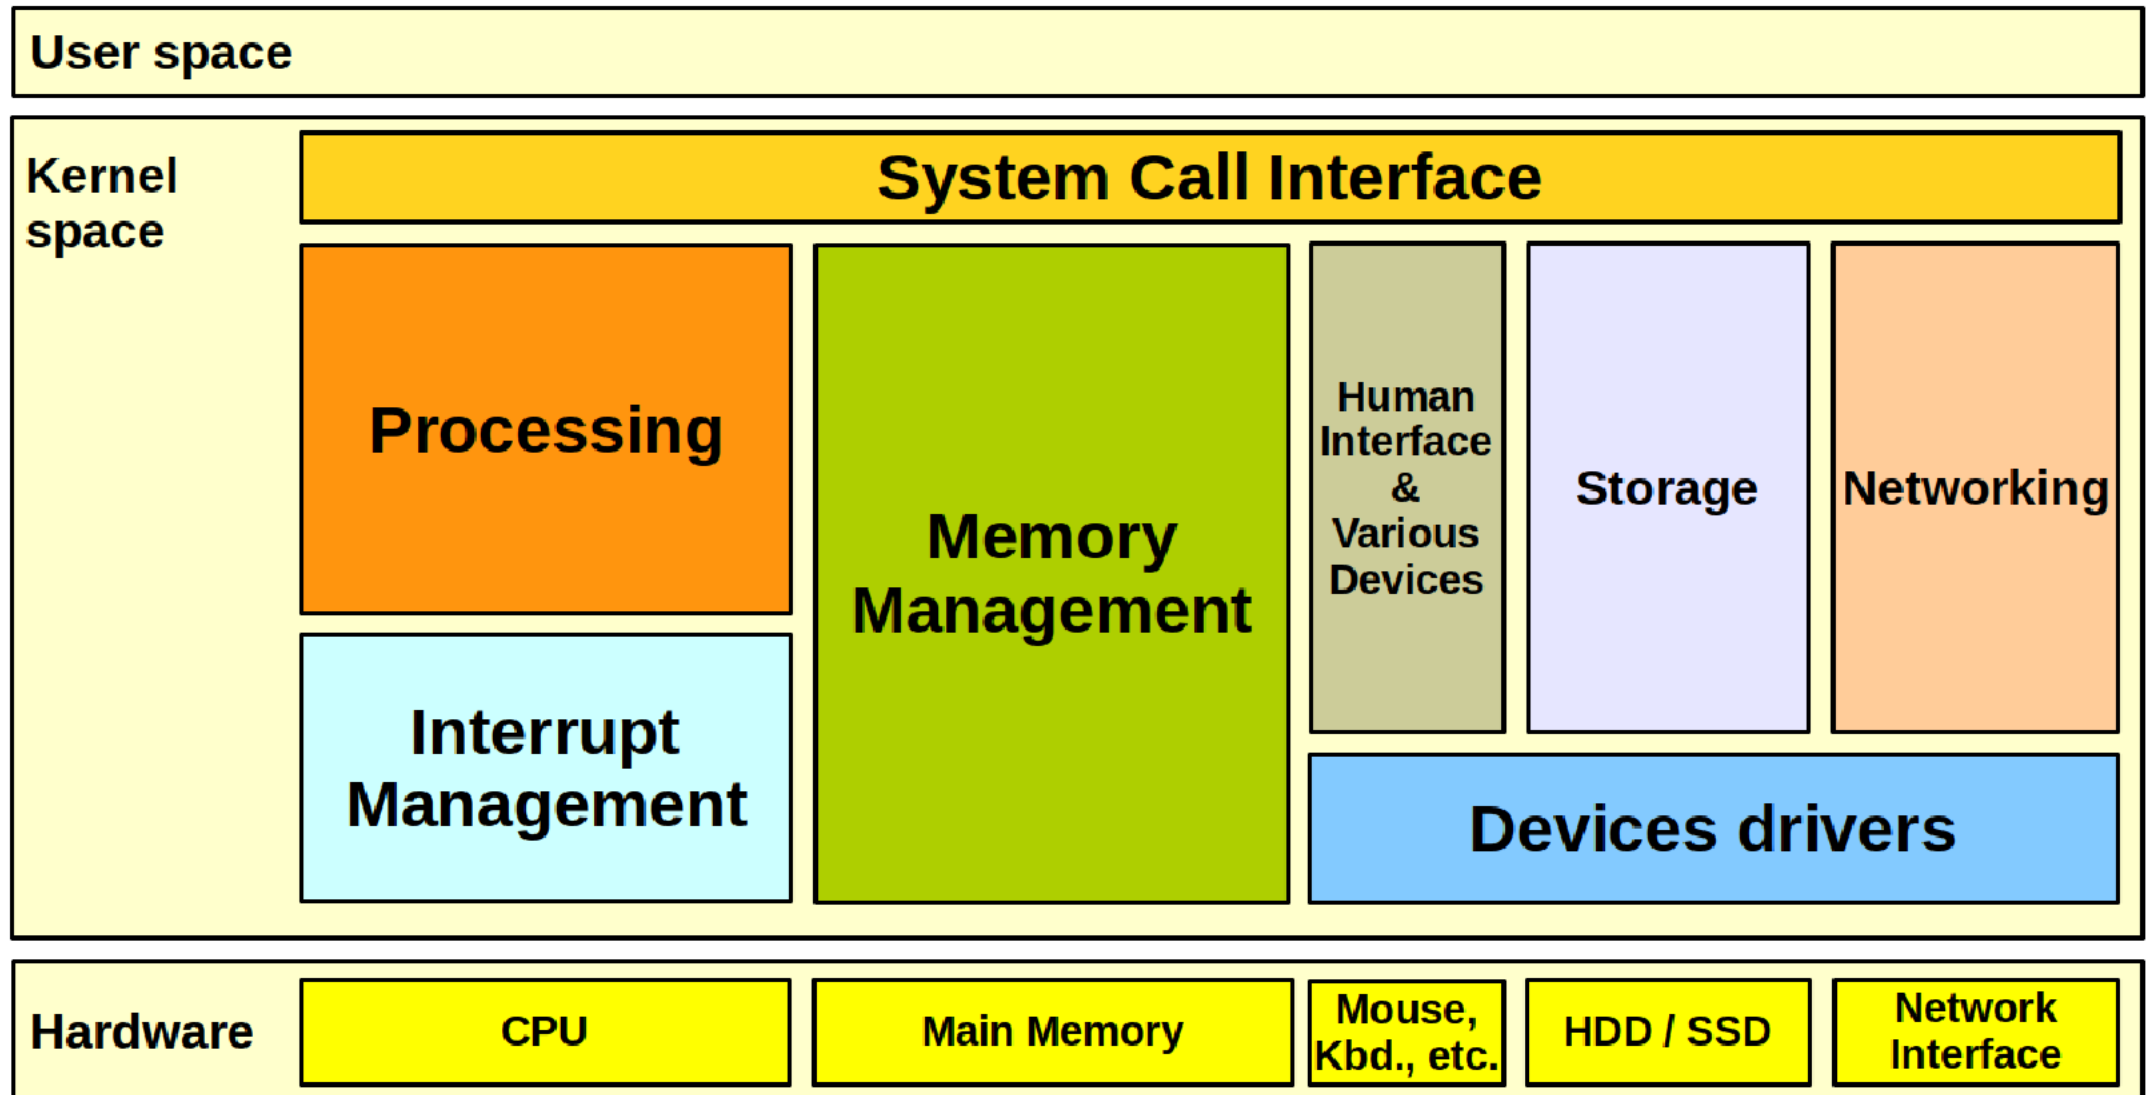 User space
Kernel
space
System Call Interface
Processing
Memory
Management
Human
Interface
&
Various
Devices
Storage
Networking
Interrupt
Management
Devices drivers
Hardware
CPU
Main Memory
Mouse,
Kbd., etc.
HDD / SSD
Network
Interface